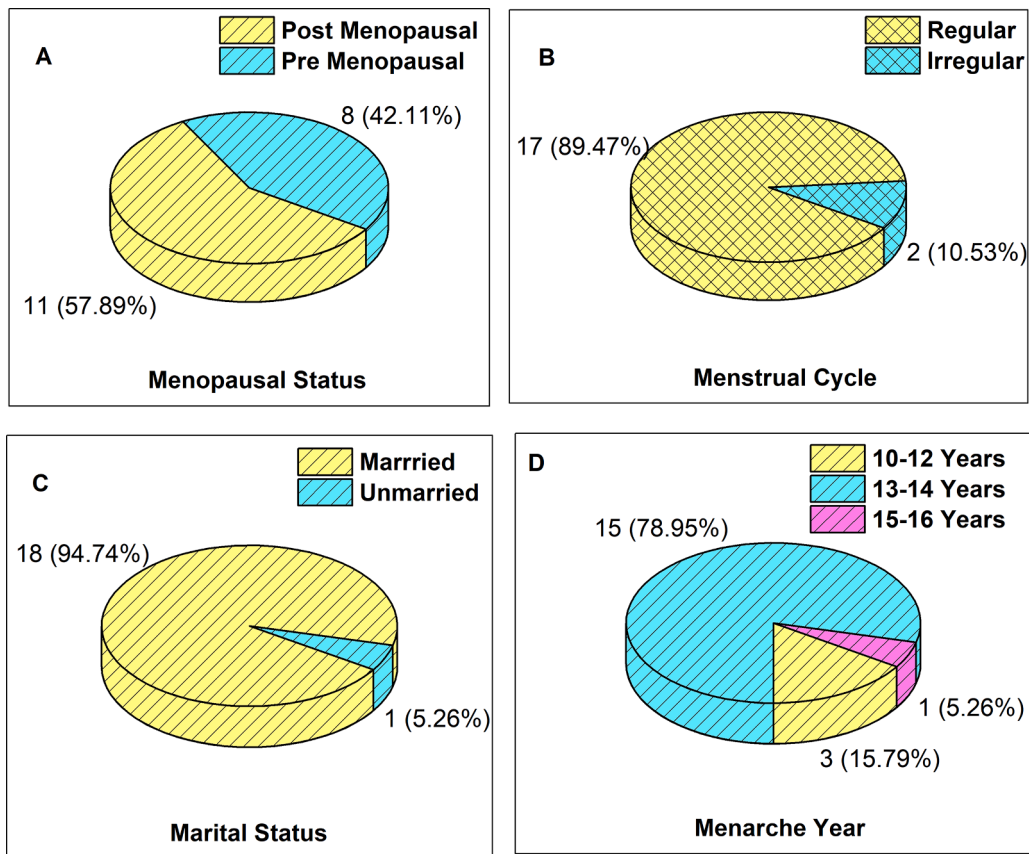 A
Post Menopausal
Pre Menopausal
8 (42.11%)
11 (57.89%)
Menopausal Status
B
Regular
Irregular
17 (89.47%)
2 (10.53%)
Menstrual Cycle
C
Marrried
Unmarried
18 (94.74%)
1 (5.26%)
Marital Status
D
10-12 Years
13-14 Years
15-16 Years
15 (78.95%)
1 (5.26%)
3 (15.79%)
Menarche Year